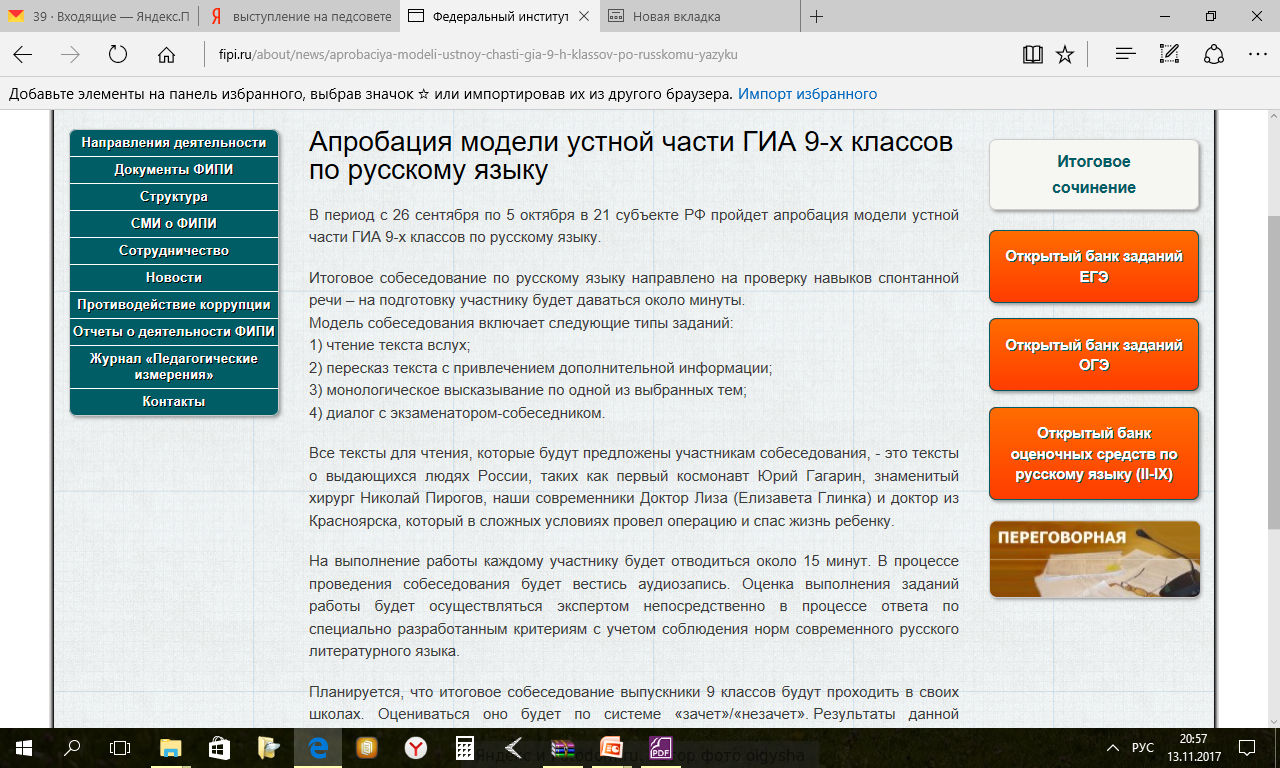 39 · Входящие — Яндекс.П
выступление на педсовете
Федеральный институт
Новая вкладка
fipi.ru/about/news/aprobaciya-modeli-ustnoy-chasti-gia-9-h-klassov-po-russkomu-yazyku
Добавьте элементы на панель избранного, выбрав значок ☆ или импортировав их из другого браузера. Импорт избранного
Направления деятельности
Документы ФИПИ
Структура
СМИ о ФИПИ
Сотрудничество
Новости
Противодействие коррупции
Отчеты о деятельности ФИПИ
Журнал «Педагогические
измерения»
Контакты
Апробация модели устной части ГИА 9-х классов
по русскому языку
В период с 26 сентября по 5 октября в 21 субъекте РФ пройдет апробация модели устной
части ГИА 9-х классов по русскому языку.
Итоговое собеседование по русскому языку направлено на проверку навыков спонтанной
речи – на подготовку участнику будет даваться около минуты.
Модель собеседования включает следующие типы заданий:
1) чтение текста вслух;
2) пересказ текста с привлечением дополнительной информации;
3) монологическое высказывание по одной из выбранных тем;
4) диалог с экзаменатором-собеседником.
Все тексты для чтения, которые будут предложены участникам собеседования, - это тексты
о выдающихся людях России, таких как первый космонавт Юрий Гагарин, знаменитый
хирург Николай Пирогов, наши современники Доктор Лиза (Елизавета Глинка) и доктор из
Красноярска, который в сложных условиях провел операцию и спас жизнь ребенку.
На выполнение работы каждому участнику будет отводиться около 15 минут. В процессе
проведения собеседования будет вестись аудиозапись. Оценка выполнения заданий
работы будет осуществляться экспертом непосредственно в процессе ответа по
специально разработанным критериям с учетом соблюдения норм современного русского
литературного языка.
Планируется, что итоговое собеседование выпускники 9 классов будут проходить в своих
школах. Оцениваться оно будет по системе «зачет»/«незачет». Результаты данной
Итоговое
сочинение
Открытый банк заданий
ЕГЭ
Открытый банк заданий
ОГЭ
Открытый банк
оценочных средств по
русскому языку (II-IX)
ПЕРЕГОВОРНАЯ
PDF
РУС
20:57
13.11.2017